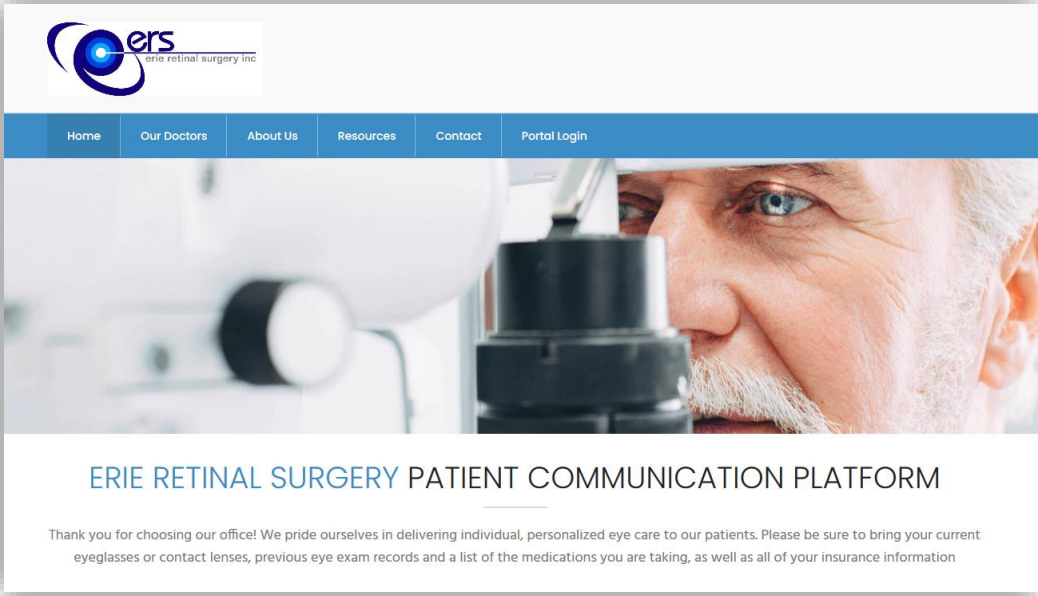 ers
erie retinal surgery inc
Home Our Doctors About Us Resources Contact Portal Login
ERIE RETINAL SURGERY PATIENT COMMUNICATION PLATFORM
Thank you for choosing our office! We pride ourselves in delivering individual, personalized eye care to our patients. Please be sure to bring your current
eyeglasses or contact lenses, previous eye exam records and a list of the medications you are taking, as well as all of your insurance information